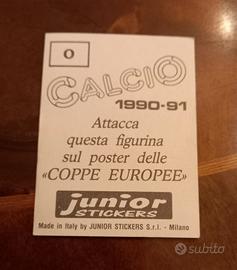 O
CALCIO
1990-91
Attacca
questa figurina
sul poster delle
«COPPE EUROPEE»
junior
STICKERS
Made in Italy by JUNIOR STICKERS S.r.l. - Milano
subito